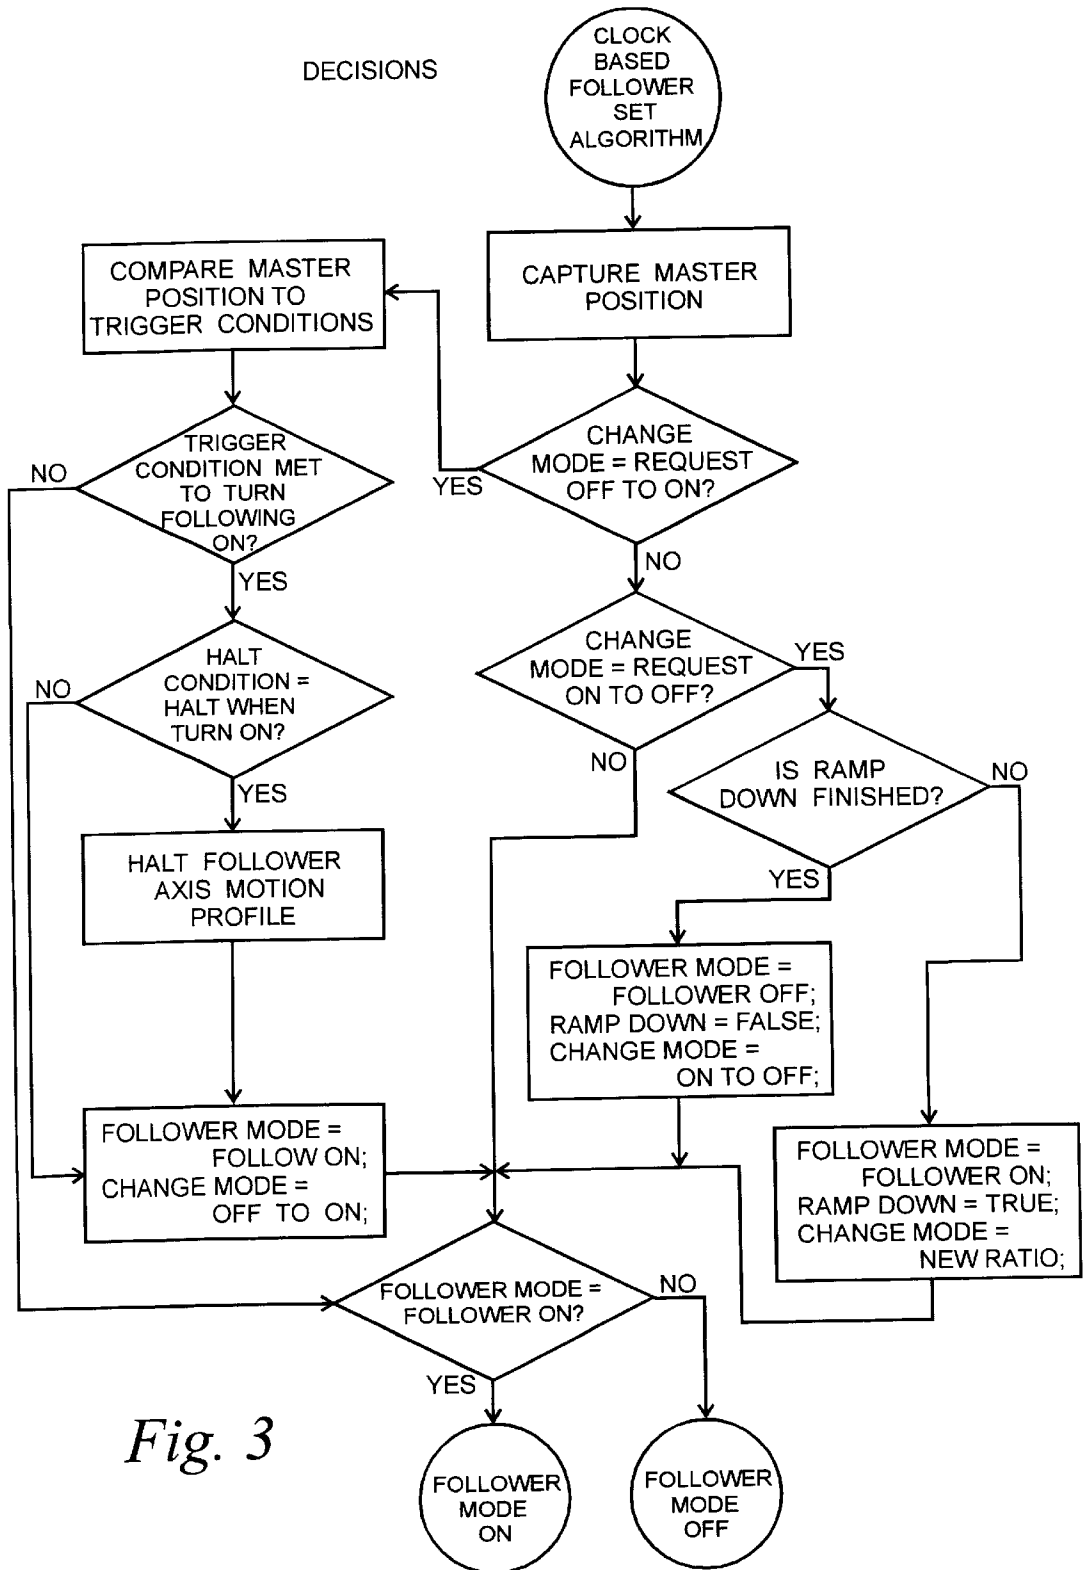 DECISIONS
CLOCK
BASED
FOLLOWER
SET
ALGORITHM
CAPTURE MASTER
POSITION
COMPARE MASTER
POSITION TO
TRIGGER CONDITIONS
CHANGE
MODE = REQUEST
OFF TO ON?
YES
NO
TRIGGER
CONDITION MET
TO TURN
FOLLOWING
ON?
NO
YES
CHANGE
MODE = REQUEST
ON TO OFF?
YES
NO
HALT
CONDITION =
HALT WHEN
TURN ON?
NO
YES
IS RAMP
DOWN FINISHED?
NO
YES
HALT FOLLOWER
AXIS MOTION
PROFILE
FOLLOWER MODE =
FOLLOWER OFF;
RAMP DOWN = FALSE;
CHANGE MODE =
ON TO OFF;
FOLLOWER MODE =
FOLLOW ON;
CHANGE MODE =
OFF TO ON;
FOLLOWER MODE =
FOLLOWER ON;
RAMP DOWN = TRUE;
CHANGE MODE =
NEW RATIO;
FOLLOWER MODE =
FOLLOWER ON?
NO
YES
Fig. 3
FOLLOWER
MODE
ON
FOLLOWER
MODE
OFF